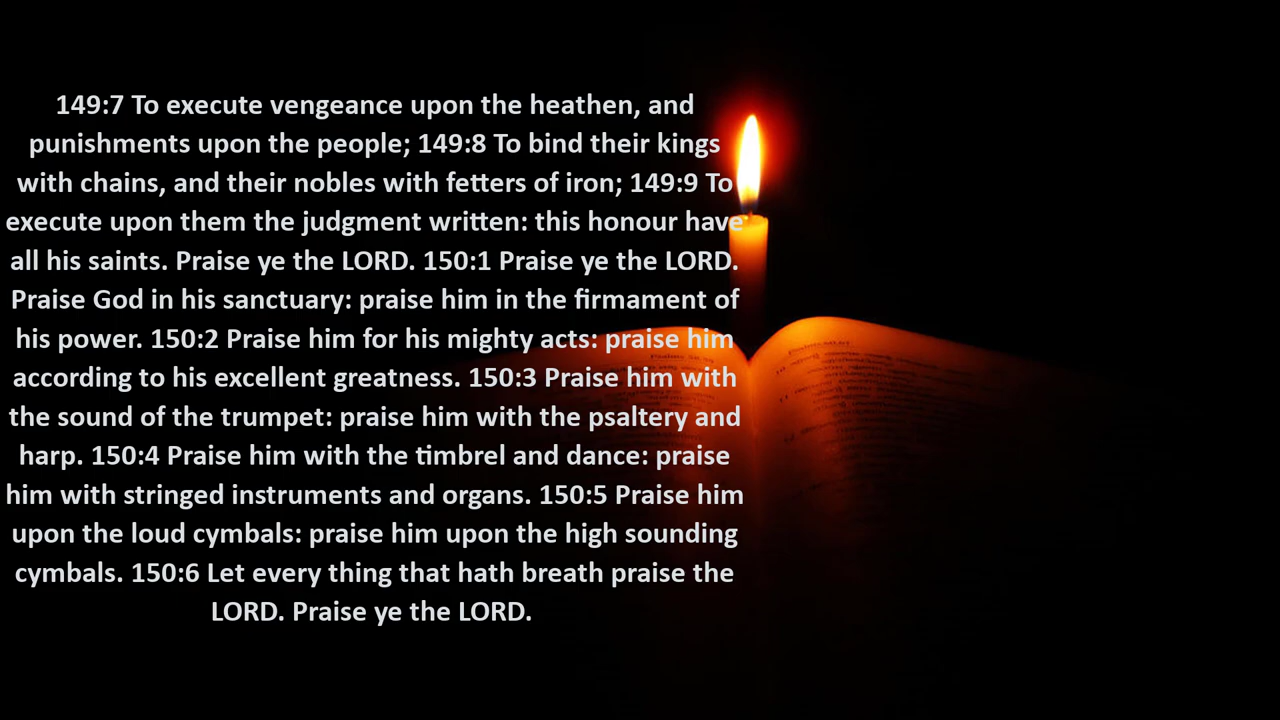 149:7 To execute vengeance upon the heathen, and
punishments upon the people; 149:8 To bind their kings
with chains, and their nobles with fetters of iron; 149:9 To
execute upon them the judgment written: this honour have
all his saints. Praise ye the LORD. 150:1 Praise ye the LORD.
Praise God in his sanctuary: praise him in the firmament of
his power. 150:2 Praise him for his mighty acts: praise him
according to his excellent greatness. 150:3 Praise him with
the sound of the trumpet: praise him with the psaltery and
harp. 150:4 Praise him with the timbrel and dance: praise
him with stringed instruments and organs. 150:5 Praise him
upon the loud cymbals: praise him upon the high sounding
cymbals. 150:6 Let every thing that hath breath praise the
LORD. Praise ye the LORD.